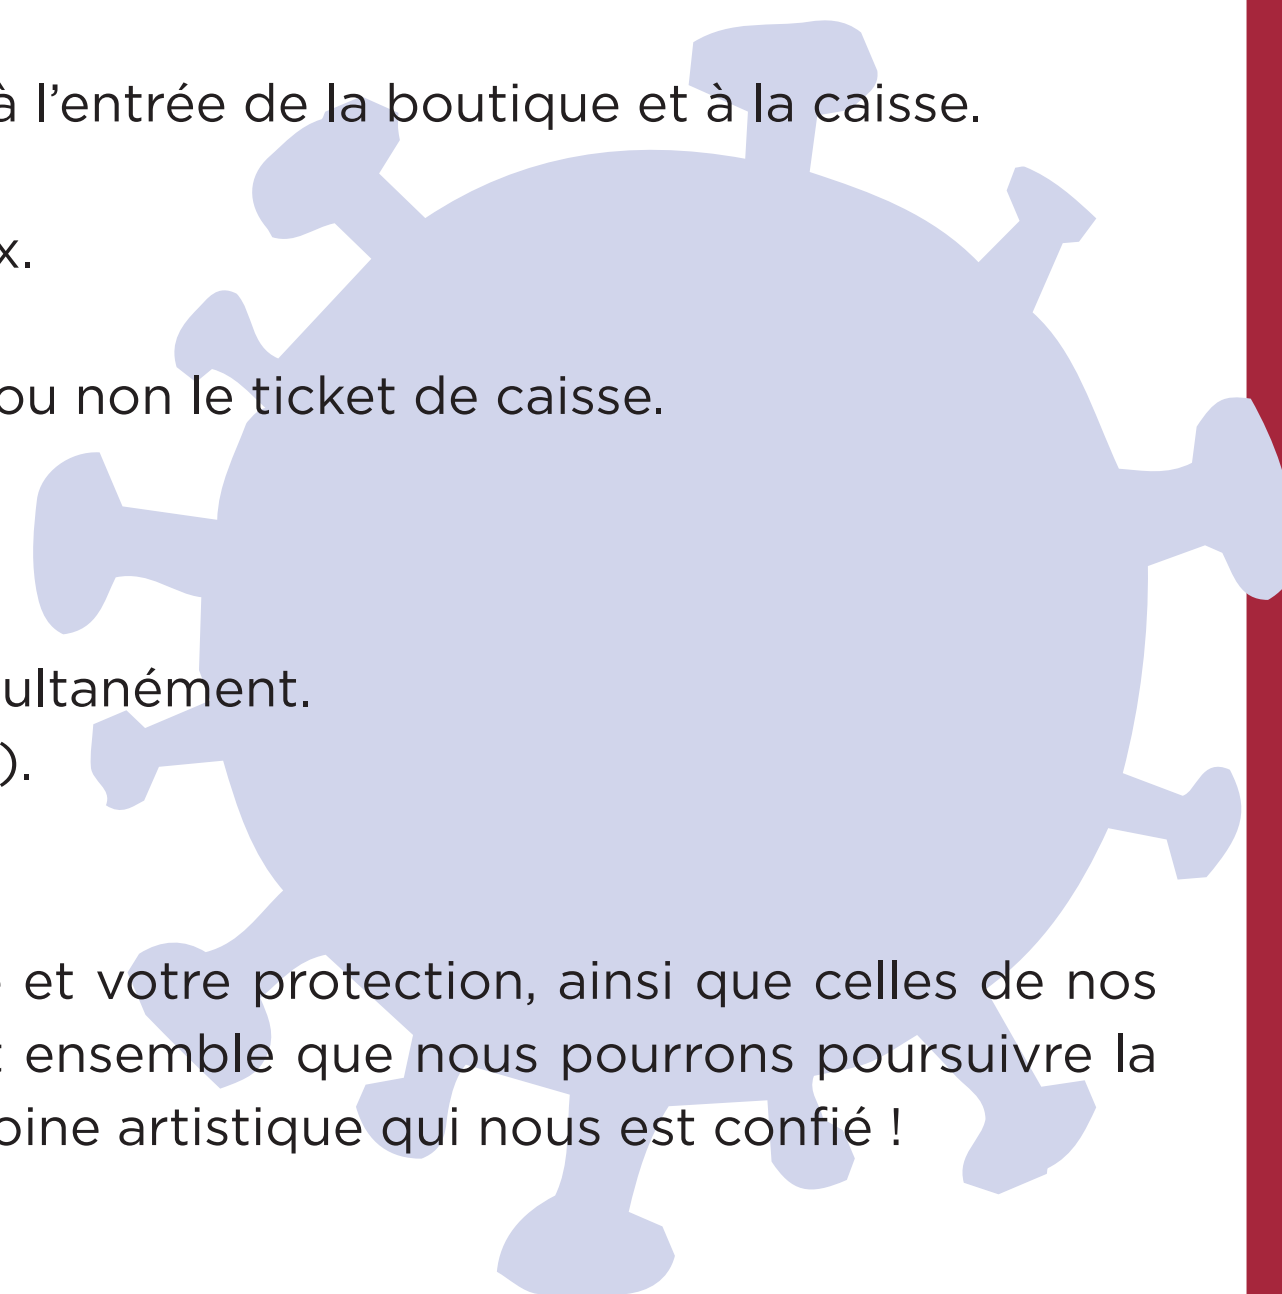 à l’entrée de la boutique et à la caisse.
x.
ou non le ticket de caisse.
ultanément.
).
et votre protection, ainsi que celles de nos
ensemble que nous pourrons poursuivre la
oine artistique qui nous est confié !